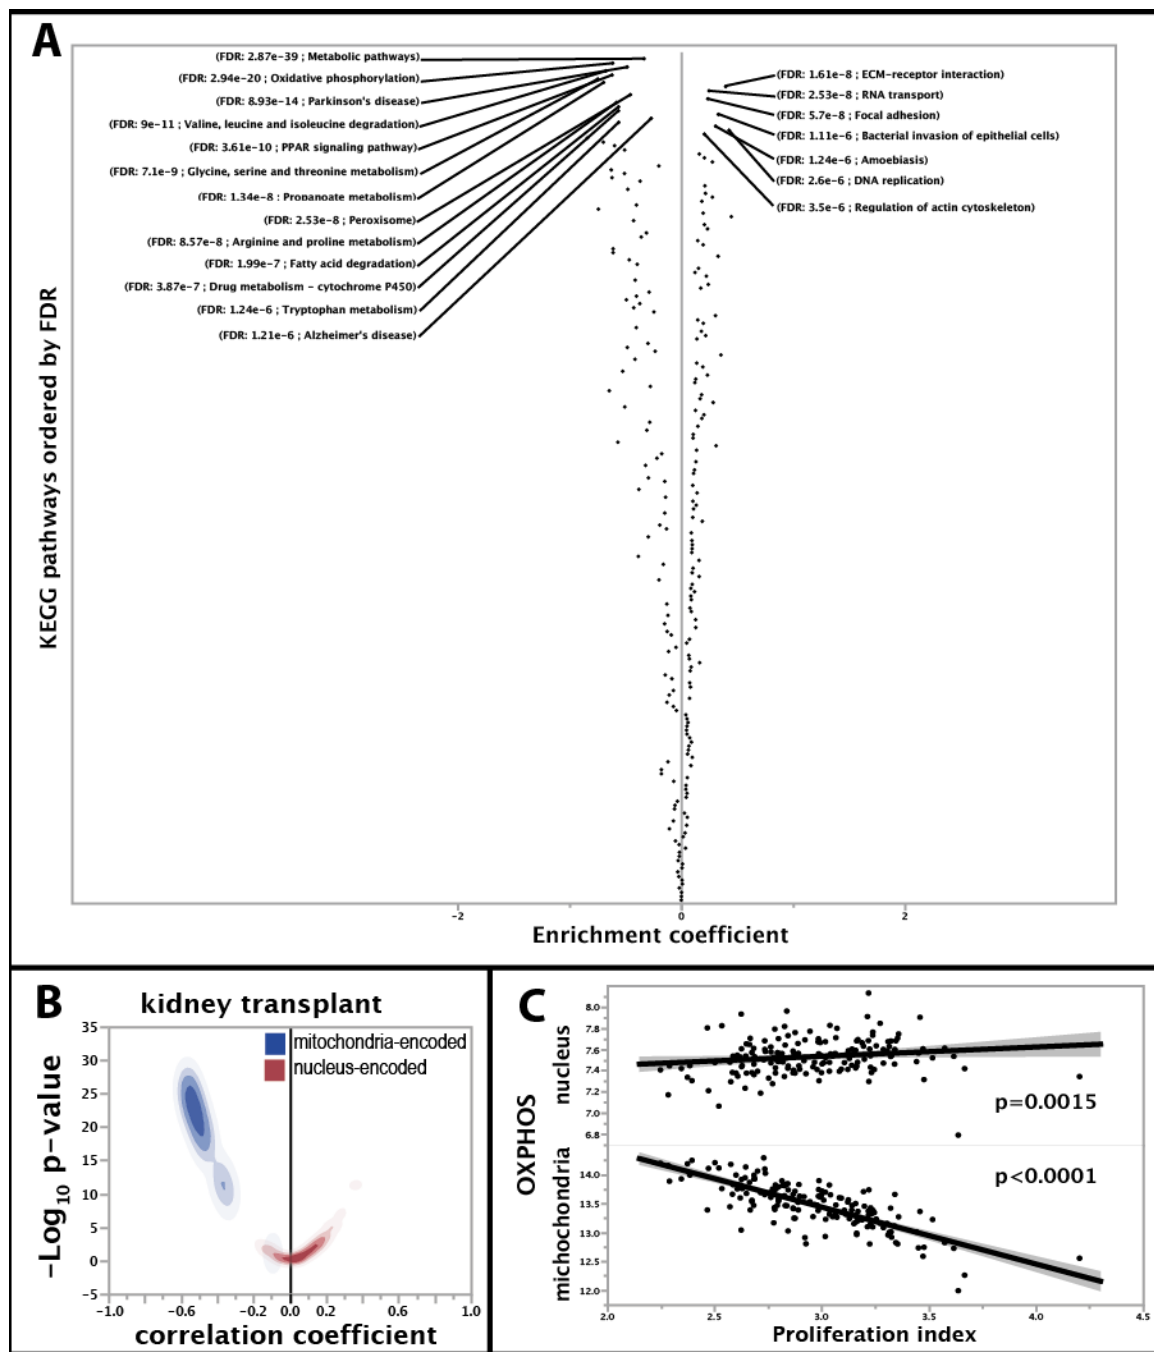 A
(FDR: 2.87e-39 ; Metabolic pathways)
(FDR: 2.94e-20 ; Oxidative phosphorylation)
(FDR: 8.93e-14 ; Parkinson's disease)
(FDR: 9e-11 ; Valine, leucine and isoleucine degradation)
(FDR: 3.61e-10 ; PPAR signaling pathway)
(FDR: 7.1e-9 ; Glycine, serine and threonine metabolism)
(FDR: 1.34e-8 ; Propanoate metabolism)
(FDR: 2.53e-8 ; Peroxisome)
(FDR: 8.57e-8 ; Arginine and proline metabolism)
(FDR: 1.99e-7 ; Fatty acid degradation)
(FDR: 3.87e-7 ; Drug metabolism - cytochrome P450)
(FDR: 1.24e-6 ; Tryptophan metabolism)
(FDR: 1.21e-6 ; Alzheimer's disease)
(FDR: 1.61e-8 ; ECM-receptor interaction)
(FDR: 2.53e-8 ; RNA transport)
(FDR: 5.7e-8 ; Focal adhesion)
(FDR: 1.11e-6 ; Bacterial invasion of epithelial cells)
(FDR: 1.24e-6 ; Amoebiasis)
(FDR: 2.6e-6 ; DNA replication)
(FDR: 3.5e-6 ; Regulation of actin cytoskeleton)
KEGG pathways ordered by FDR
-2 0 2
Enrichment coefficient
B
kidney transplant
mitochondria-encoded
nucleus-encoded
-Log10 p-value
35
30
25
20
15
10
5
0
-5
-1.0 -0.6 -0.2 0.0 0.2 0.6 1.0
correlation coefficient
C
OXPHOS
nucleus
8.0
7.8
7.6
7.4
7.2
7.0
6.8
p=0.0015
michochondria
14.0
13.5
13.0
12.5
12.0
p<0.0001
2.0 2.5 3.0 3.5 4.0 4.5
Proliferation index